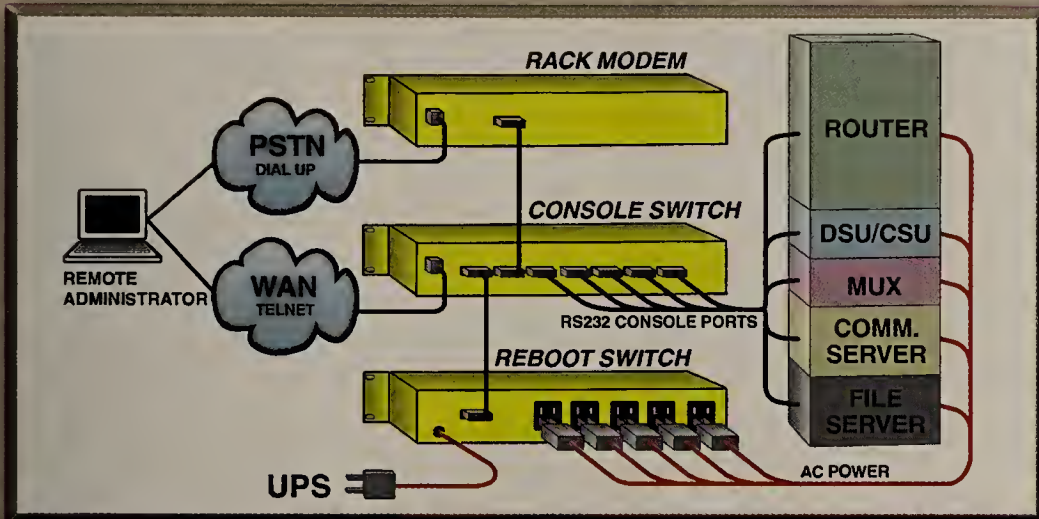 RACK MODEM
PSTN
DIAL UP
ROUTER
CONSOLE SWITCH
DSU/CSU
REMOTE
ADMINISTRATOR
WAN
TELNET
MUX
RS232 CONSOLE PORTS
COMM.
SERVER
REBOOT SWITCH
FILE
SERVER
AC POWER
UPS